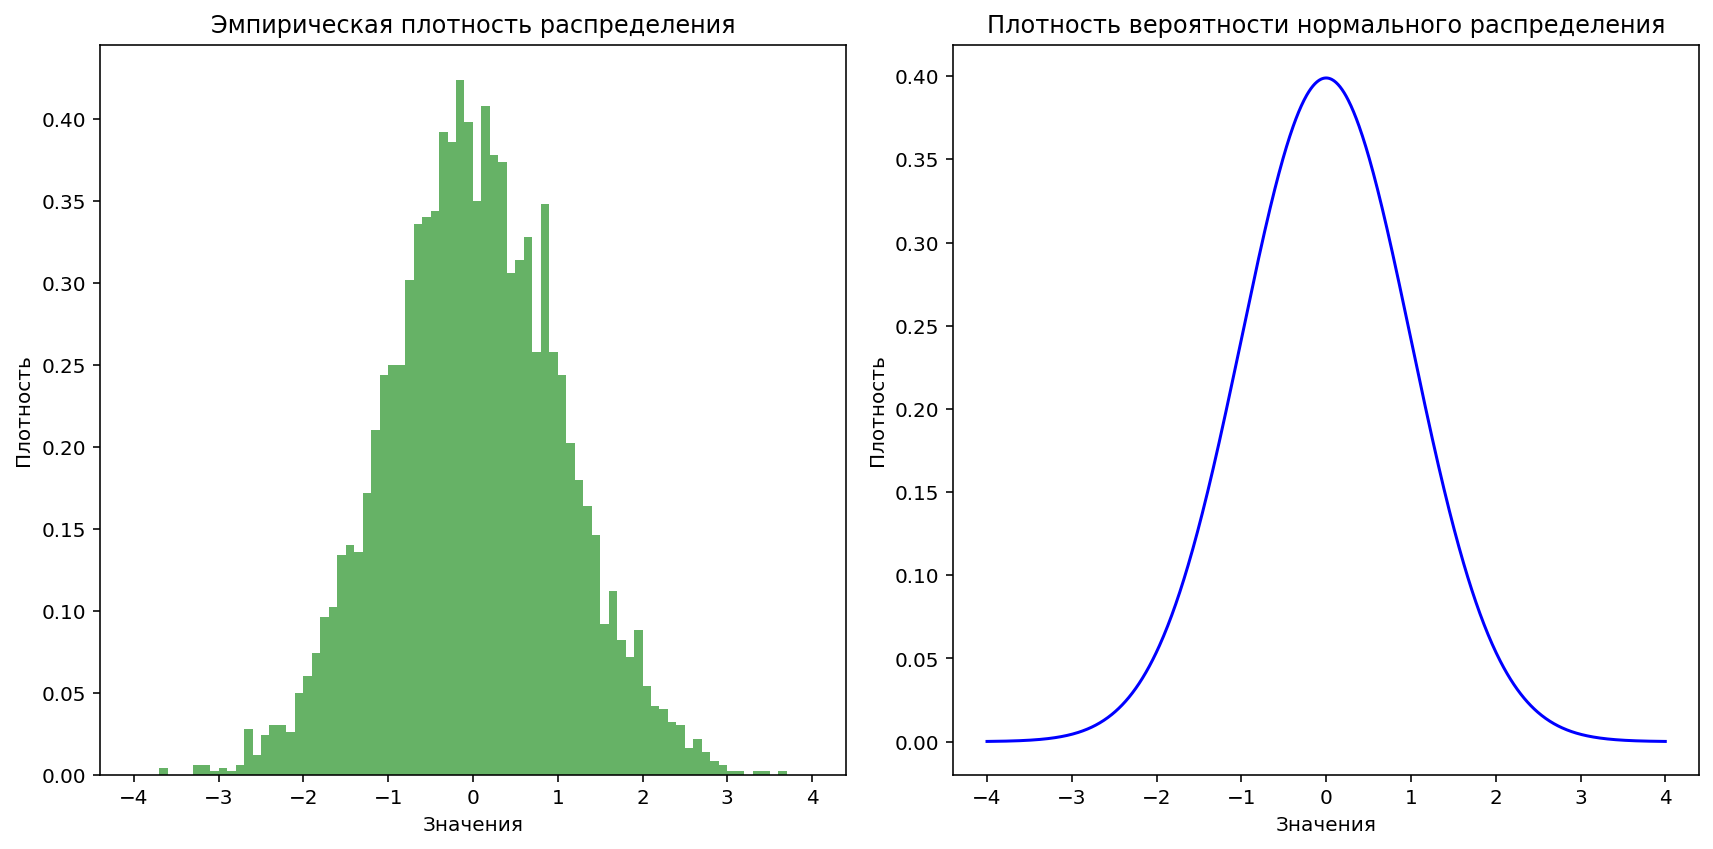 Эмпирическая плотность распределения
Плотность
0.40
0.35
0.30
0.25
0.20
0.15
0.10
0.05
0.00
−4 −3 −2 −1 0 1 2 3 4
Значения
Плотность вероятности нормального распределения
Плотность
0.40
0.35
0.30
0.25
0.20
0.15
0.10
0.05
0.00
−4 −3 −2 −1 0 1 2 3 4
Значения